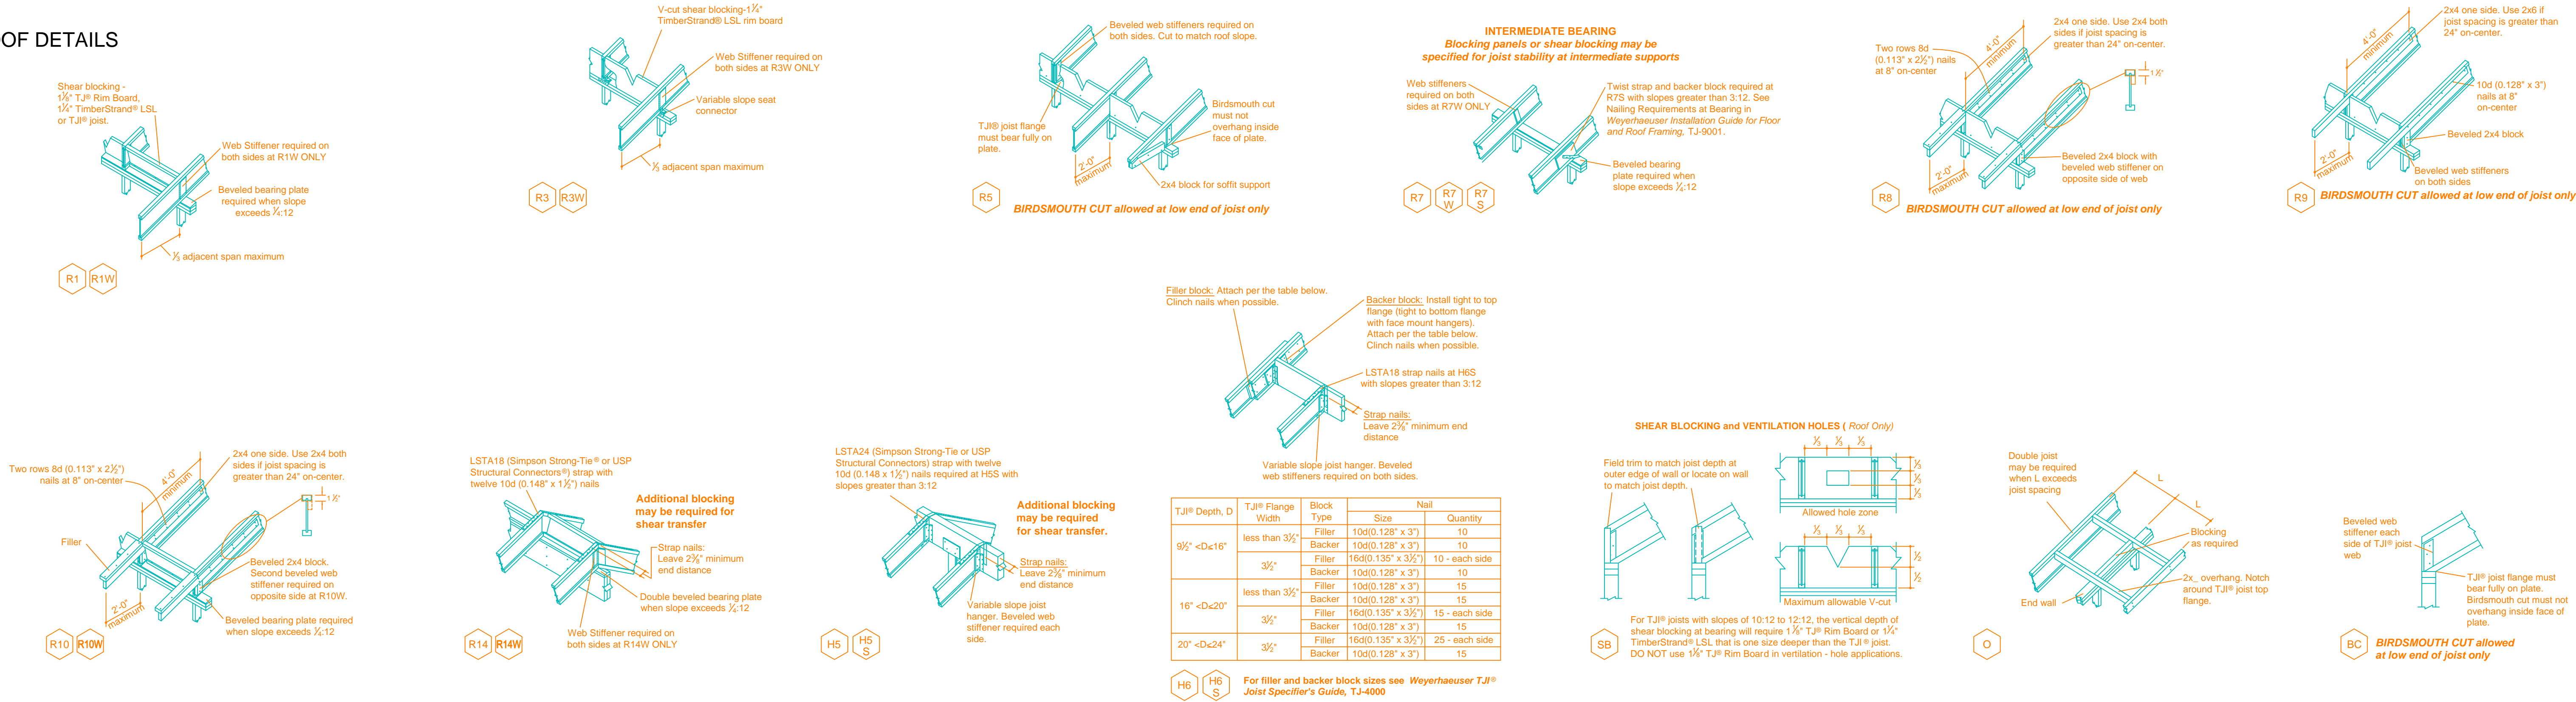 OF DETAILS
Shear blocking -
1⅛" TJ® Rim Board,
1¼" TimberStrand® LSL
or TJI® joist.
Web Stiffener required on
both sides at R1W ONLY
Beveled bearing plate
required when slope
exceeds ¼:12
⅓ adjacent span maximum
R1
R1W
V-cut shear blocking-1¼"
TimberStrand® LSL rim board
Web Stiffener required on
both sides at R3W ONLY
Variable slope seat
connector
⅓ adjacent span maximum
R3
R3W
Beveled web stiffeners required on
both sides. Cut to match roof slope.
Birdsmouth cut
must not
overhang inside
face of plate.
TJI® joist flange
must bear fully on
plate.
2'-0"
maximum
2x4 block for soffit support
R5
BIRDSMOUTH CUT allowed at low end of joist only
INTERMEDIATE BEARING
Blocking panels or shear blocking may be
specified for joist stability at intermediate supports
Web stiffeners
required on both
sides at R7W ONLY
Twist strap and backer block required at
R7S with slopes greater than 3:12. See
Nailing Requirements at Bearing in
Weyerhaeuser Installation Guide for Floor
and Roof Framing, TJ-9001.
Beveled bearing
plate required when
slope exceeds ¼:12
R7
R7
W
R7
S
2x4 one side. Use 2x4 both
sides if joist spacing is
greater than 24" on-center.
Two rows 8d
(0.113" x 2½") nails
at 8" on-center
4'-0"
minimum
1 ½"
Beveled 2x4 block with
beveled web stiffener on
opposite side of web
2'-0"
maximum
R8
BIRDSMOUTH CUT allowed at low end of joist only
2x4 one side. Use 2x6 if
joist spacing is greater than
24" on-center.
4'-0"
minimum
10d (0.128" x 3")
nails at 8"
on-center
Beveled 2x4 block
2'-0"
maximum
Beveled web stiffeners
on both sides
R9
BIRDSMOUTH CUT allowed at low end of joist only
Two rows 8d (0.113" x 2½")
nails at 8" on-center
4'-0"
minimum
2x4 one side. Use 2x4 both
sides if joist spacing is
greater than 24" on-center.
1 ½"
Filler
Beveled 2x4 block.
Second beveled web
stiffener required on
opposite side at R10W.
2'-0"
maximum
Beveled bearing plate required
when slope exceeds ¼:12
R10
R10W
LSTA18 (Simpson Strong-Tie® or USP
Structural Connectors®) strap with
twelve 10d (0.148" x 1½") nails
Additional blocking
may be required for
shear transfer
Strap nails:
Leave 2⅜" minimum
end distance
Double beveled bearing plate
when slope exceeds ¼:12
Web Stiffener required on
both sides at R14W ONLY
R14
R14W
LSTA24 (Simpson Strong-Tie or USP
Structural Connectors) strap with twelve
10d (0.148 x 1½") nails required at H5S with
slopes greater than 3:12
Additional blocking
may be required
for shear transfer.
Strap nails:
Leave 2⅜" minimum
end distance
Variable slope joist
hanger. Beveled web
stiffener required each
side.
H5
H5
S
Filler block: Attach per the table below.
Clinch nails when possible.
Backer block: Install tight to top
flange (tight to bottom flange
with face mount hangers).
Attach per the table below.
Clinch nails when possible.
LSTA18 strap nails at H6S
with slopes greater than 3:12
Strap nails:
Leave 2⅜" minimum end
distance
Variable slope joist hanger. Beveled
web stiffeners required on both sides.
TJI® Depth, D TJI® Flange Width Block Type Nail
Size Quantity
9½" <D≤16" less than 3½" Filler 10d(0.128" x 3") 10
Backer 10d(0.128" x 3") 10
3½" Filler 16d(0.135" x 3½") 10 - each side
Backer 10d(0.128" x 3") 10
16" <D≤20" less than 3½" Filler 10d(0.128" x 3") 15
Backer 10d(0.128" x 3") 15
3½" Filler 16d(0.135" x 3½") 15 - each side
Backer 10d(0.128" x 3") 15
20" <D≤24" 3½" Filler 16d(0.135" x 3½") 25 - each side
Backer 10d(0.128" x 3") 15
H6
H6
S
For filler and backer block sizes see Weyerhaeuser TJI®
Joist Specifier's Guide, TJ-4000
SHEAR BLOCKING and VENTILATION HOLES ( Roof Only)
Field trim to match joist depth at
outer edge of wall or locate on wall
to match joist depth.
⅓ ⅓ ⅓
⅓
⅓
⅓
Allowed hole zone
⅓ ⅓ ⅓
½
½
Maximum allowable V-cut
For TJI® joists with slopes of 10:12 to 12:12, the vertical depth of
shear blocking at bearing will require 1⅛" TJ® Rim Board or 1¼"
TimberStrand® LSL that is one size deeper than the TJI® joist.
DO NOT use 1⅛" TJ® Rim Board in ventilation - hole applications.
SB
Double joist
may be required
when L exceeds
joist spacing
L
L
Blocking
as required
2x_ overhang. Notch
around TJI® joist top
flange.
End wall
O
Beveled web
stiffener each
side of TJI® joist
web
TJI® joist flange must
bear fully on plate.
Birdsmouth cut must not
overhang inside face of
plate.
BC
BIRDSMOUTH CUT allowed
at low end of joist only